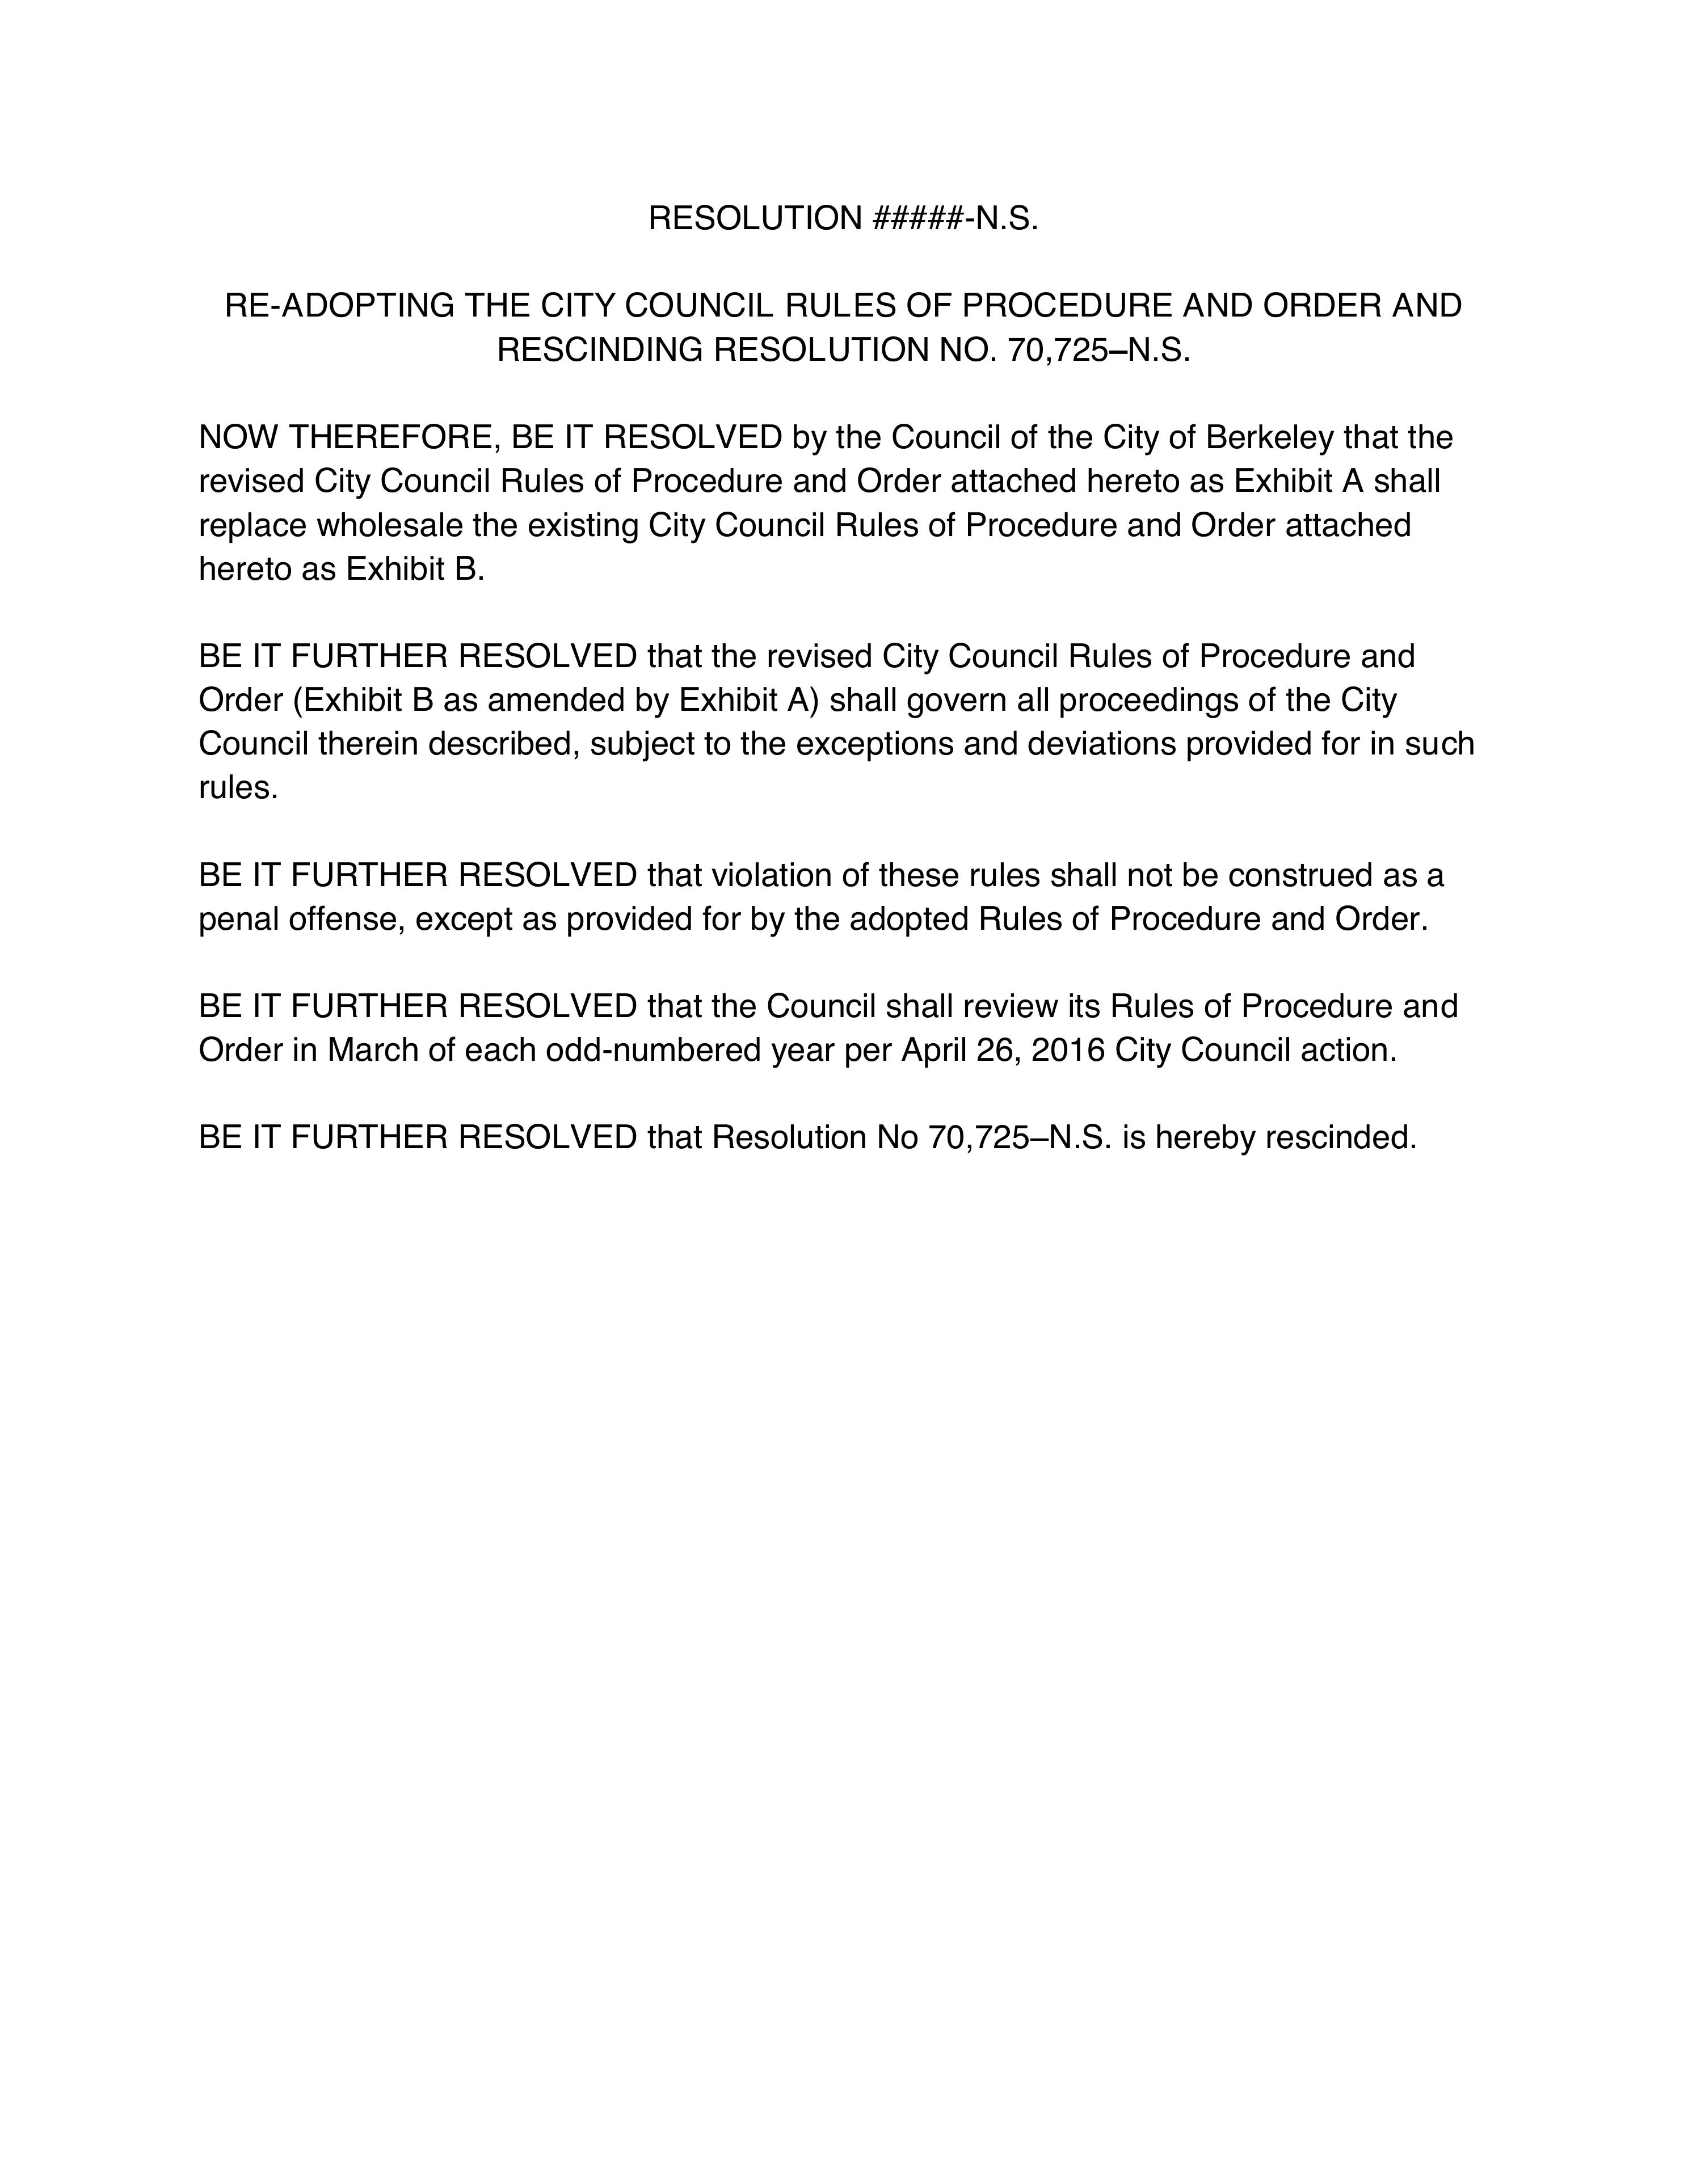 RESOLUTION #####-N.S.
RE-ADOPTING THE CITY COUNCIL RULES OF PROCEDURE AND ORDER AND
RESCINDING RESOLUTION NO. 70,725–N.S.
NOW THEREFORE, BE IT RESOLVED by the Council of the City of Berkeley that the
revised City Council Rules of Procedure and Order attached hereto as Exhibit A shall
replace wholesale the existing City Council Rules of Procedure and Order attached
hereto as Exhibit B.
BE IT FURTHER RESOLVED that the revised City Council Rules of Procedure and
Order (Exhibit B as amended by Exhibit A) shall govern all proceedings of the City
Council therein described, subject to the exceptions and deviations provided for in such
rules.
BE IT FURTHER RESOLVED that violation of these rules shall not be construed as a
penal offense, except as provided for by the adopted Rules of Procedure and Order.
BE IT FURTHER RESOLVED that the Council shall review its Rules of Procedure and
Order in March of each odd-numbered year per April 26, 2016 City Council action.
BE IT FURTHER RESOLVED that Resolution No 70,725–N.S. is hereby rescinded.